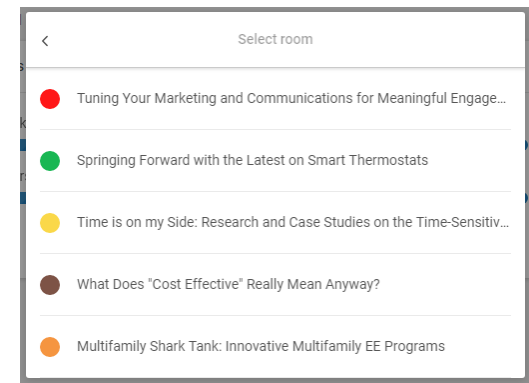 Select room
Tuning Your Marketing and Communications for Meaningful Engage...
Springing Forward with the Latest on Smart Thermostats
Time is on my Side: Research and Case Studies on the Time-Sensitiv...
What Does "Cost Effective" Really Mean Anyway?
Multifamily Shark Tank: Innovative Multifamily EE Programs